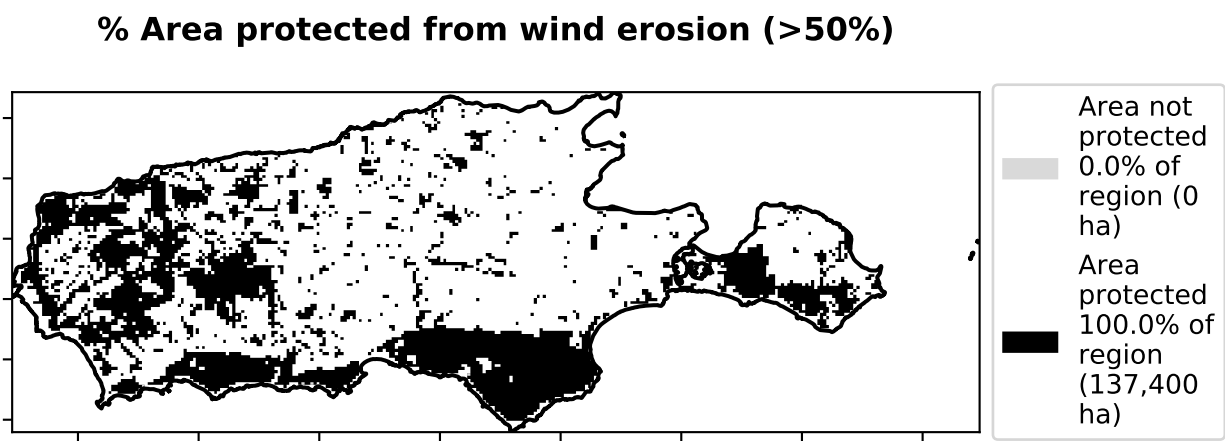 % Area protected from wind erosion (>50%)
Area not
protected
0.0% of
region (0
ha)
Area
protected
100.0% of
region
(137,400
ha)